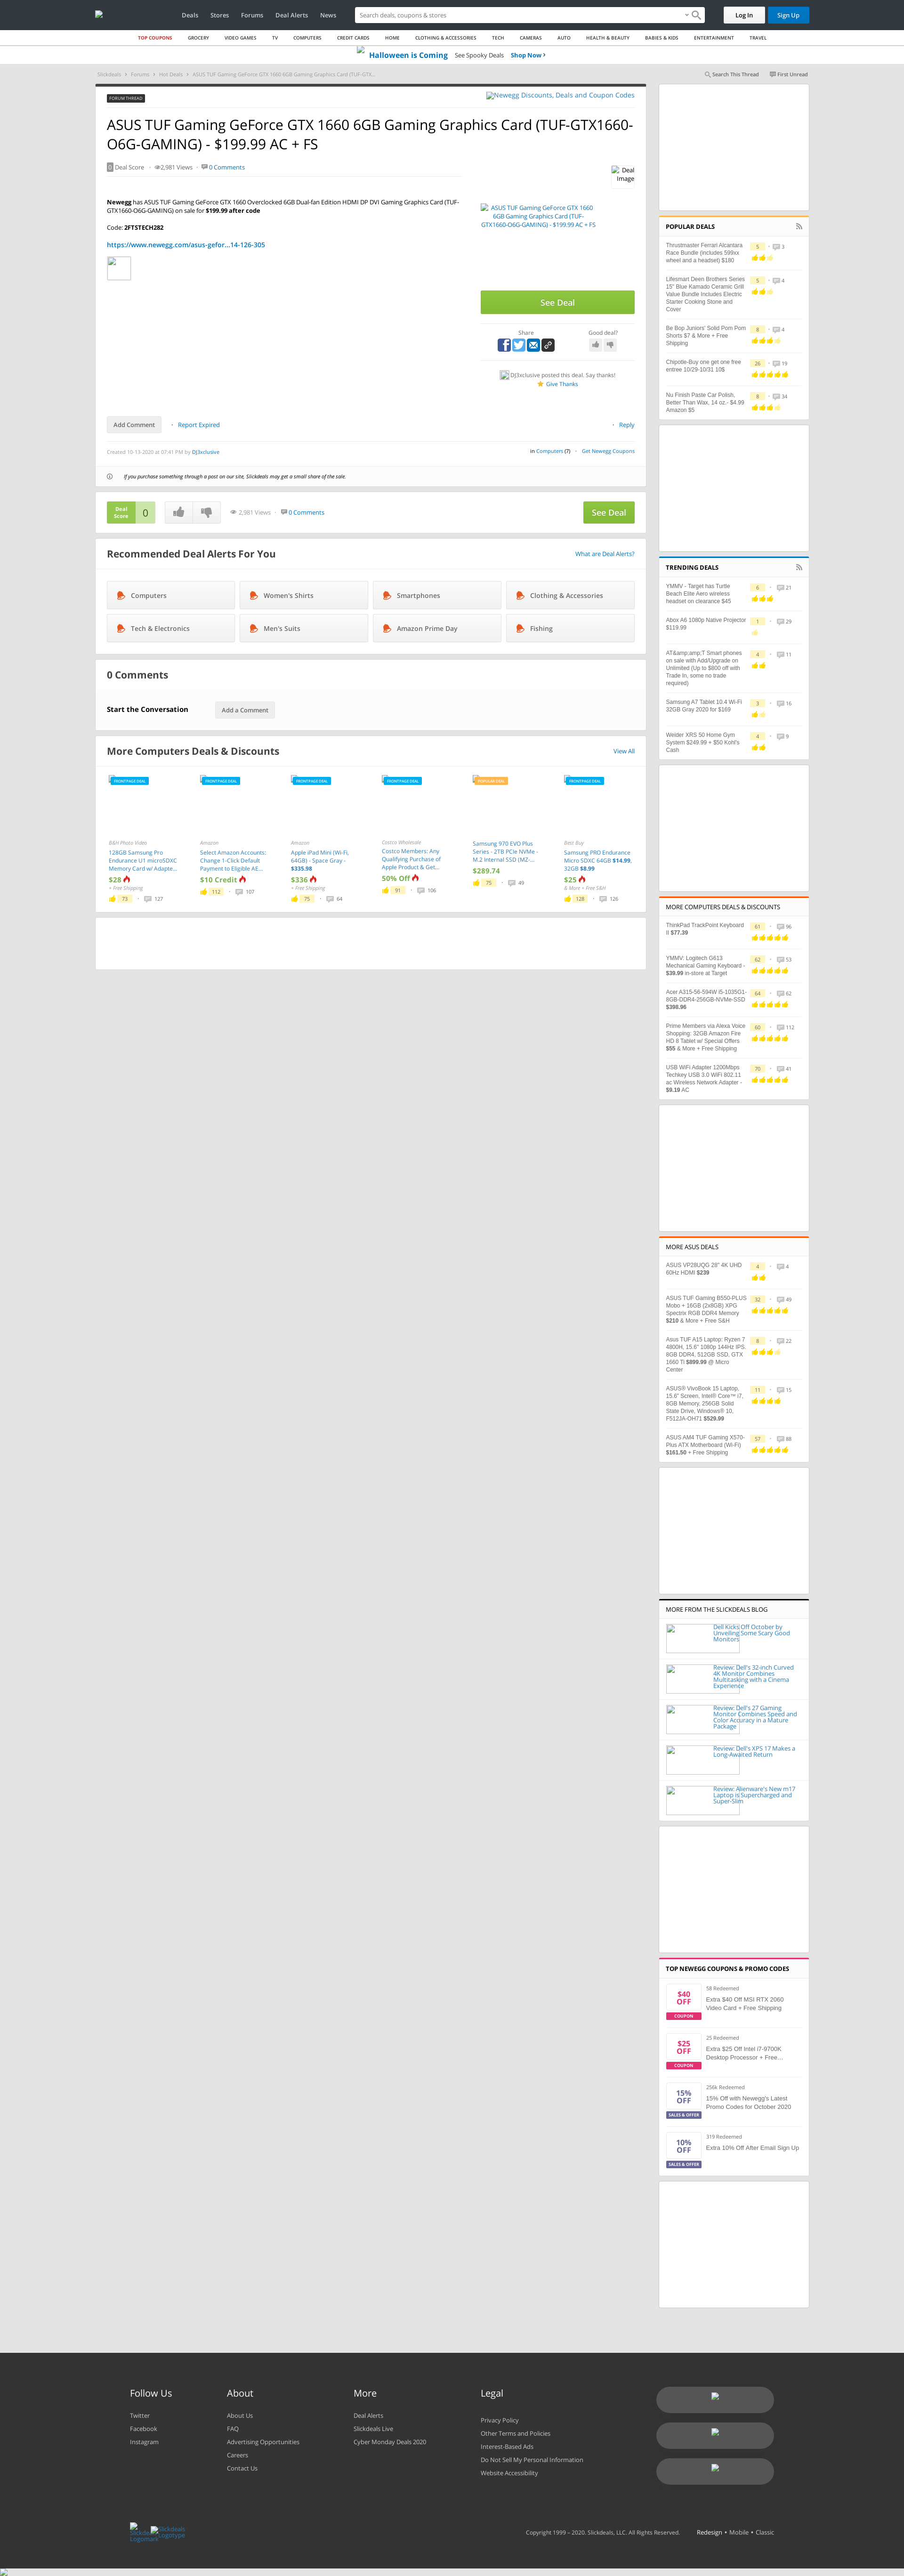 Deals Stores Forums Deal Alerts News
Search deals, coupons & stores
Log In
Sign Up
TOP COUPONS GROCERY VIDEO GAMES TV COMPUTERS CREDIT CARDS HOME CLOTHING & ACCESSORIES TECH CAMERAS AUTO HEALTH & BEAUTY BABIES & KIDS ENTERTAINMENT TRAVEL
Halloween is Coming See Spooky Deals Shop Now ›
Slickdeals › Forums › Hot Deals › ASUS TUF Gaming GeForce GTX 1660 6GB Gaming Graphics Card (TUF-GTX...
Search This Thread First Unread
FORUM THREAD
Newegg Discounts, Deals and Coupon Codes
ASUS TUF Gaming GeForce GTX 1660 6GB Gaming Graphics Card (TUF-GTX1660-
O6G-GAMING) - $199.99 AC + FS
0 Deal Score · 2,981 Views · 0 Comments
Deal
Image
Newegg has ASUS TUF Gaming GeForce GTX 1660 Overclocked 6GB Dual-fan Edition HDMI DP DVI Gaming Graphics Card (TUF-
GTX1660-O6G-GAMING) on sale for $199.99 after code
Code: 2FTSTECH282
https://www.newegg.com/asus-gefor...14-126-305
ASUS TUF Gaming GeForce GTX 1660
6GB Gaming Graphics Card (TUF-
GTX1660-O6G-GAMING) - $199.99 AC + FS
See Deal
Share
Good deal?
DJ3xclusive posted this deal. Say thanks!
Give Thanks
Add Comment · Report Expired
· Reply
Created 10-13-2020 at 07:41 PM by DJ3xclusive
in Computers (7) · Get Newegg Coupons
If you purchase something through a post on our site, Slickdeals may get a small share of the sale.
Deal
Score
0
2,981 Views · 0 Comments
See Deal
Recommended Deal Alerts For You
What are Deal Alerts?
Computers
Women's Shirts
Smartphones
Clothing & Accessories
Tech & Electronics
Men's Suits
Amazon Prime Day
Fishing
0 Comments
Start the Conversation
Add a Comment
More Computers Deals & Discounts
View All
FRONTPAGE DEAL
B&H Photo Video
128GB Samsung Pro
Endurance U1 microSDXC
Memory Card w/ Adapte...
$28
+ Free Shipping
73 · 127
FRONTPAGE DEAL
Amazon
Select Amazon Accounts:
Change 1-Click Default
Payment to Eligible AE...
$10 Credit
112 · 107
FRONTPAGE DEAL
Amazon
Apple iPad Mini (Wi-Fi,
64GB) - Space Gray -
$335.98
$336
+ Free Shipping
75 · 64
FRONTPAGE DEAL
Costco Wholesale
Costco Members: Any
Qualifying Purchase of
Apple Product & Get...
50% Off
91 · 106
POPULAR DEAL
Samsung 970 EVO Plus
Series - 2TB PCIe NVMe -
M.2 Internal SSD (MZ-...
$289.74
75 · 49
FRONTPAGE DEAL
Best Buy
Samsung PRO Endurance
Micro SDXC 64GB $14.99,
32GB $8.99
$25
& More + Free S&H
128 · 126
POPULAR DEALS
Thrustmaster Ferrari Alcantara
Race Bundle (includes 599xx
wheel and a headset) $180
5 · 3
Lifesmart Deen Brothers Series
15" Blue Kamado Ceramic Grill
Value Bundle Includes Electric
Starter Cooking Stone and
Cover
5 · 4
Be Bop Juniors' Solid Pom Pom
Shorts $7 & More + Free
Shipping
8 · 4
Chipotle-Buy one get one free
entree 10/29-10/31 10$
26 · 19
Nu Finish Paste Car Polish,
Better Than Wax, 14 oz.- $4.99
Amazon $5
8 · 34
TRENDING DEALS
YMMV - Target has Turtle
Beach Elite Aero wireless
headset on clearance $45
6 · 21
Abox A6 1080p Native Projector
$119.99
1 · 29
AT&amp;amp;T Smart phones
on sale with Add/Upgrade on
Unlimited (Up to $800 off with
Trade In, some no trade
required)
4 · 11
Samsung A7 Tablet 10.4 Wi-Fi
32GB Gray 2020 for $169
3 · 16
Weider XRS 50 Home Gym
System $249.99 + $50 Kohl's
Cash
4 · 9
MORE COMPUTERS DEALS & DISCOUNTS
ThinkPad TrackPoint Keyboard
II $77.39
61 · 96
YMMV: Logitech G613
Mechanical Gaming Keyboard -
$39.99 in-store at Target
62 · 53
Acer A315-56-594W i5-1035G1-
8GB-DDR4-256GB-NVMe-SSD
$398.96
64 · 62
Prime Members via Alexa Voice
Shopping: 32GB Amazon Fire
HD 8 Tablet w/ Special Offers
$55 & More + Free Shipping
60 · 112
USB WiFi Adapter 1200Mbps
Techkey USB 3.0 WiFi 802.11
ac Wireless Network Adapter -
$9.19 AC
70 · 41
MORE ASUS DEALS
ASUS VP28UQG 28" 4K UHD
60Hz HDMI $239
4 · 4
ASUS TUF Gaming B550-PLUS
Mobo + 16GB (2x8GB) XPG
Spectrix RGB DDR4 Memory
$210 & More + Free S&H
32 · 49
Asus TUF A15 Laptop: Ryzen 7
4800H, 15.6" 1080p 144Hz IPS,
8GB DDR4, 512GB SSD, GTX
1660 Ti $899.99 @ Micro
Center
8 · 22
ASUS® VivoBook 15 Laptop,
15.6" Screen, Intel® Core™ i7,
8GB Memory, 256GB Solid
State Drive, Windows® 10,
F512JA-OH71 $529.99
11 · 15
ASUS AM4 TUF Gaming X570-
Plus ATX Motherboard (Wi-Fi)
$161.50 + Free Shipping
57 · 88
MORE FROM THE SLICKDEALS BLOG
Dell Kicks Off October by
Unveiling Some Scary Good
Monitors
Review: Dell's 32-inch Curved
4K Monitor Combines
Multitasking with a Cinema
Experience
Review: Dell's 27 Gaming
Monitor Combines Speed and
Color Accuracy in a Mature
Package
Review: Dell's XPS 17 Makes a
Long-Awaited Return
Review: Alienware's New m17
Laptop is Supercharged and
Super-Slim
TOP NEWEGG COUPONS & PROMO CODES
$40
OFF
COUPON
58 Redeemed
Extra $40 Off MSI RTX 2060
Video Card + Free Shipping
$25
OFF
COUPON
25 Redeemed
Extra $25 Off Intel i7-9700K
Desktop Processor + Free...
15%
OFF
SALES & OFFER
256k Redeemed
15% Off with Newegg's Latest
Promo Codes for October 2020
10%
OFF
SALES & OFFER
319 Redeemed
Extra 10% Off After Email Sign Up
Follow Us
Twitter
Facebook
Instagram
About
About Us
FAQ
Advertising Opportunities
Careers
Contact Us
More
Deal Alerts
Slickdeals Live
Cyber Monday Deals 2020
Legal
Privacy Policy
Other Terms and Policies
Interest-Based Ads
Do Not Sell My Personal Information
Website Accessibility
Slickdeals
Logomark
Slickdeals
Logotype
Copyright 1999 - 2020. Slickdeals, LLC. All Rights Reserved. Redesign • Mobile • Classic